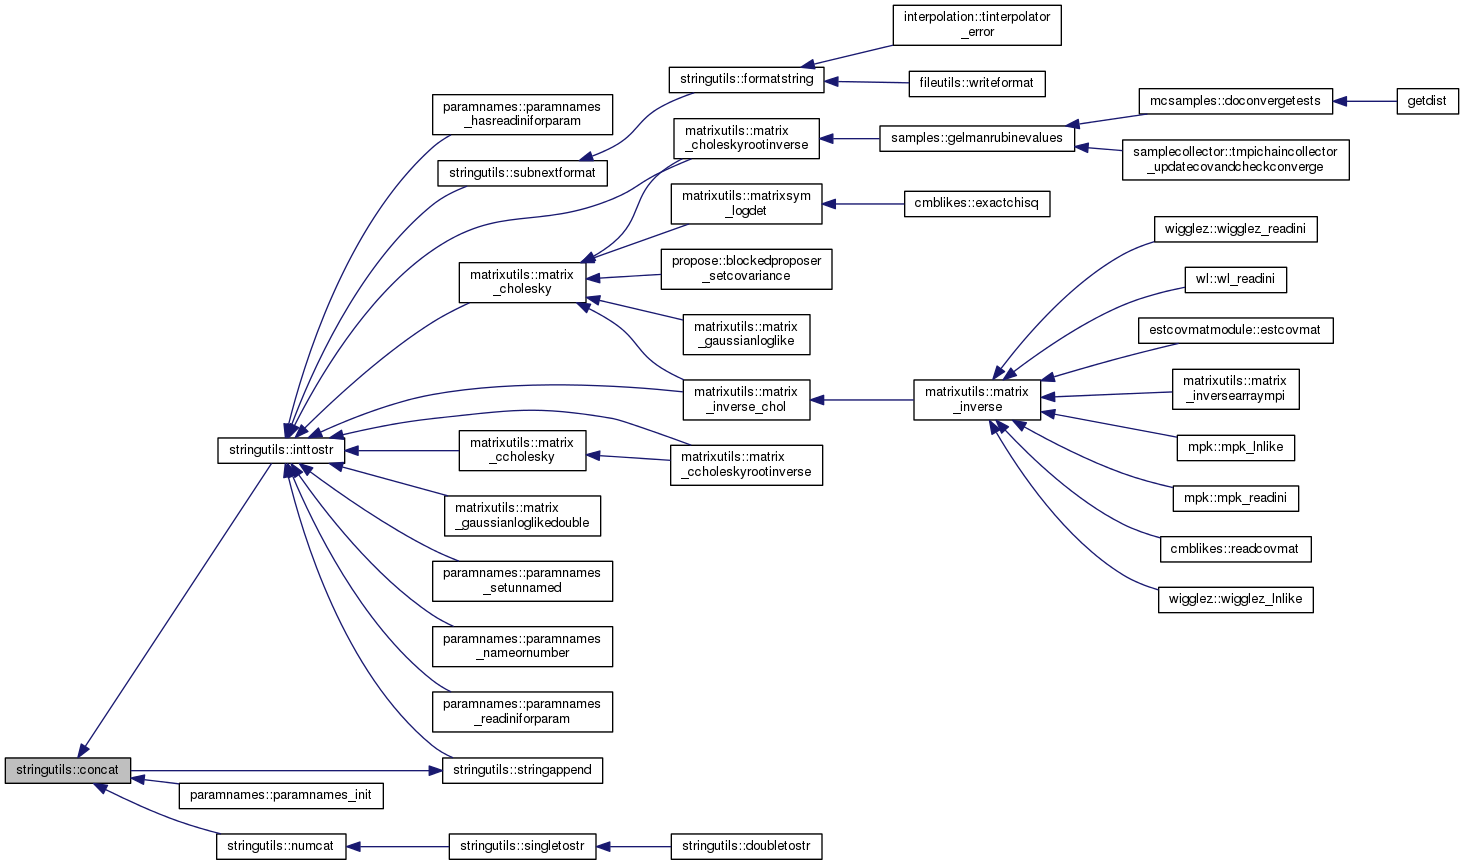 interpolation::tinterpolator
_error
stringutils::formatstring
fileutils::writeformat
mcsamples::doconvergetests
getdist
paramnames::paramnames
_hasreadiniforparam
matrixutils::matrix
_choleskyrootinverse
samples::gelmanrubinevalues
samplecollector::tmpichaincollector
_updatecovandcheckconverge
stringutils::subnextformat
matrixutils::matrixsym
_logdet
cmblikes::exactchisq
wigglez::wigglez_readini
propose::blockedproposer
_setcovariance
matrixutils::matrix
_cholesky
wl::wl_readini
matrixutils::matrix
_gaussianloglike
estcovmatmodule::estcovmat
matrixutils::matrix
_inverse_chol
matrixutils::matrix
_inverse
matrixutils::matrix
_inversearraympi
stringutils::inttostr
matrixutils::matrix
_ccholesky
matrixutils::matrix
_ccholeskyrootinverse
mpk::mpk_lnlike
mpk::mpk_readini
matrixutils::matrix
_gaussianloglikedouble
cmblikes::readcovmat
paramnames::paramnames
_setunnamed
wigglez::wigglez_lnlike
paramnames::paramnames
_nameornumber
paramnames::paramnames
_readiniforparam
stringutils::concat
stringutils::stringappend
paramnames::paramnames_init
stringutils::numcat
stringutils::singletostr
stringutils::doubletostr